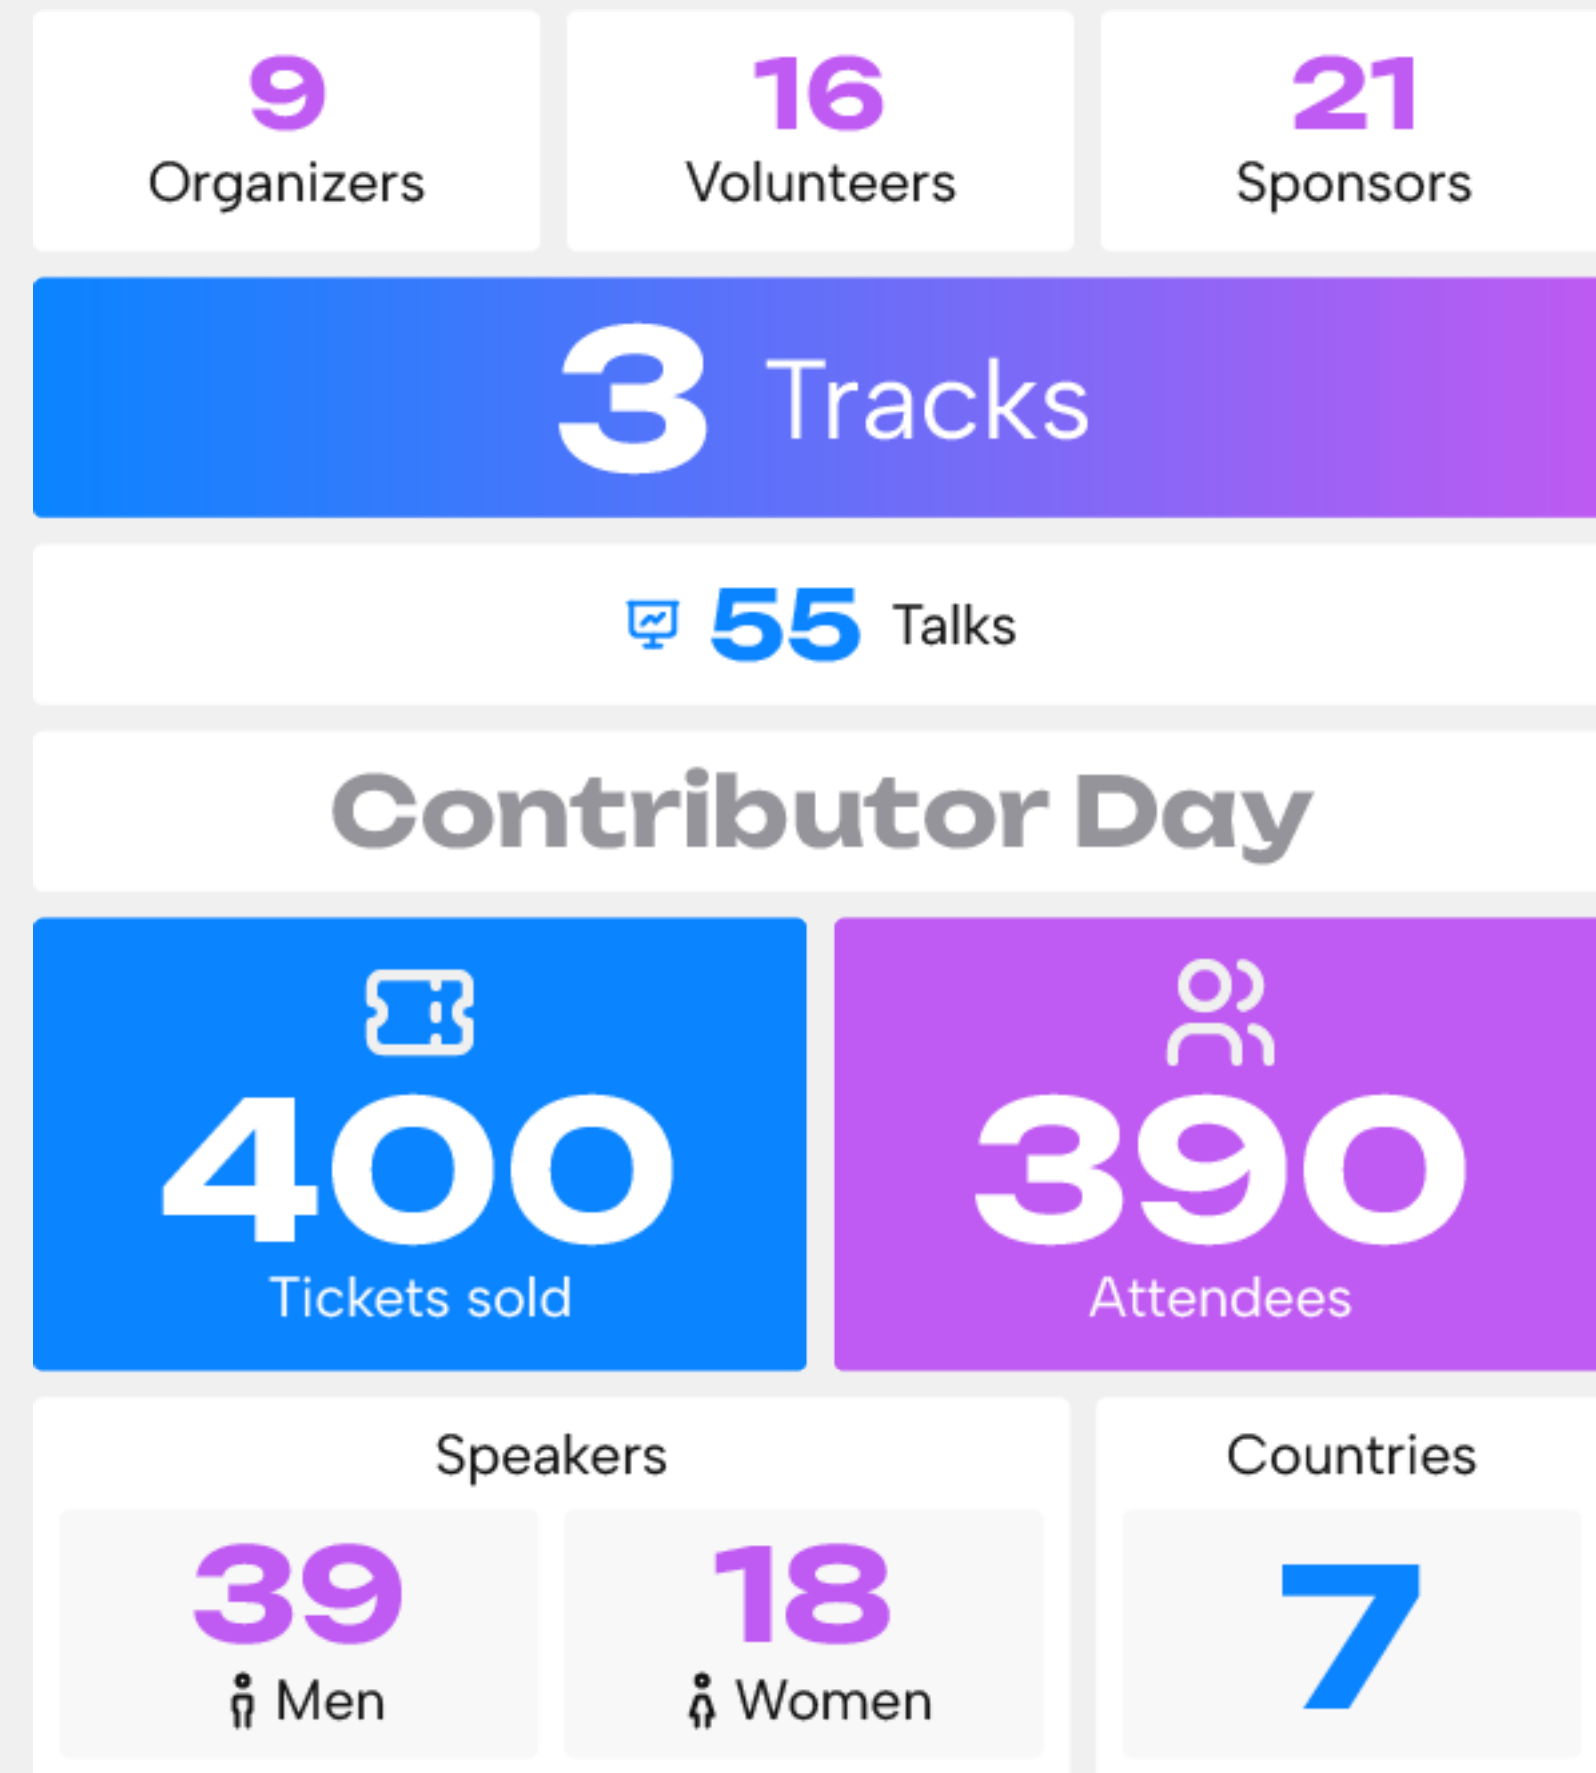 9
Organizers
16
Volunteers
21
Sponsors
3 Tracks
55 Talks
Contributor Day
400
Tickets sold
390
Attendees
Speakers
39
Men
18
Women
Countries
7